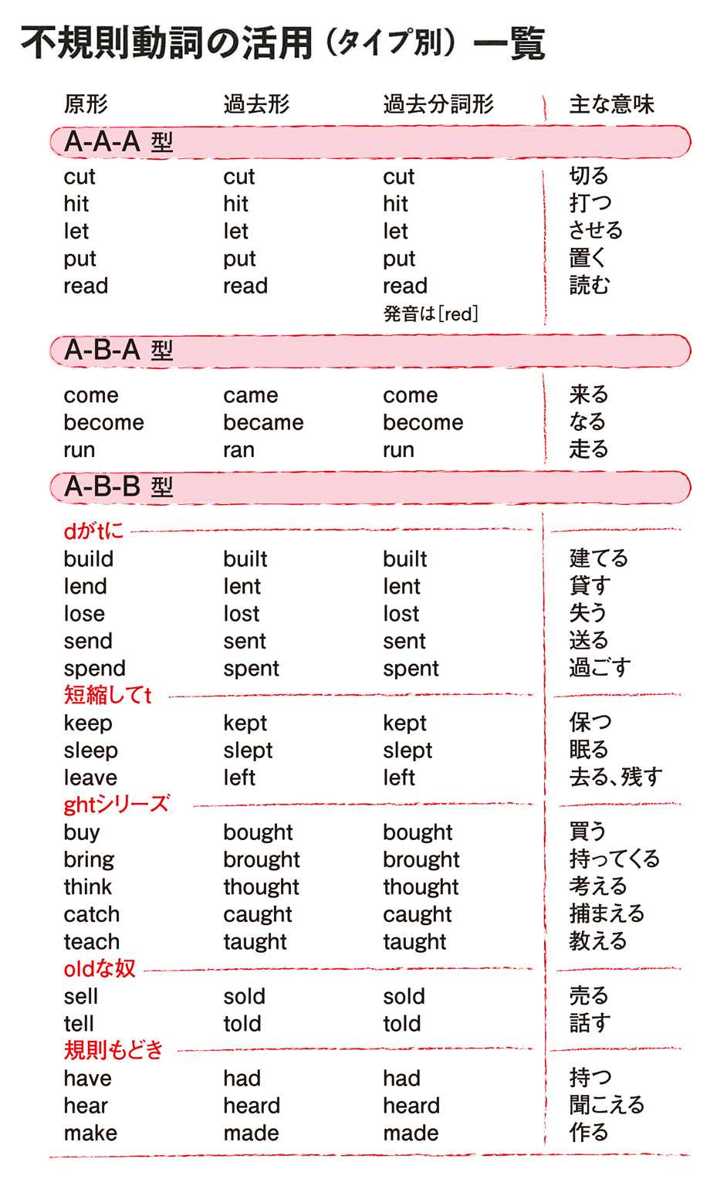 不規則動詞の活用（タイプ別）一覧
原形 過去形 過去分詞形 主な意味
A-A-A 型
cut cut cut 切る
hit hit hit 打つ
let let let させる
put put put 置く
read read read 読む
発音は[red]
A-B-A 型
come came come 来る
become became become なる
run ran run 走る
A-B-B 型
dがtに
build built built 建てる
lend lent lent 貸す
lose lost lost 失う
send sent sent 送る
spend spent spent 過ごす
短縮してt
keep kept kept 保つ
sleep slept slept 眠る
leave left left 去る、残す
ghtシリーズ
buy bought bought 買う
bring brought brought 持ってくる
think thought thought 考える
catch caught caught 捕まえる
teach taught taught 教える
oldな奴
sell sold sold 売る
tell told told 話す
規則もどき
have had had 持つ
hear heard heard 聞こえる
make made made 作る